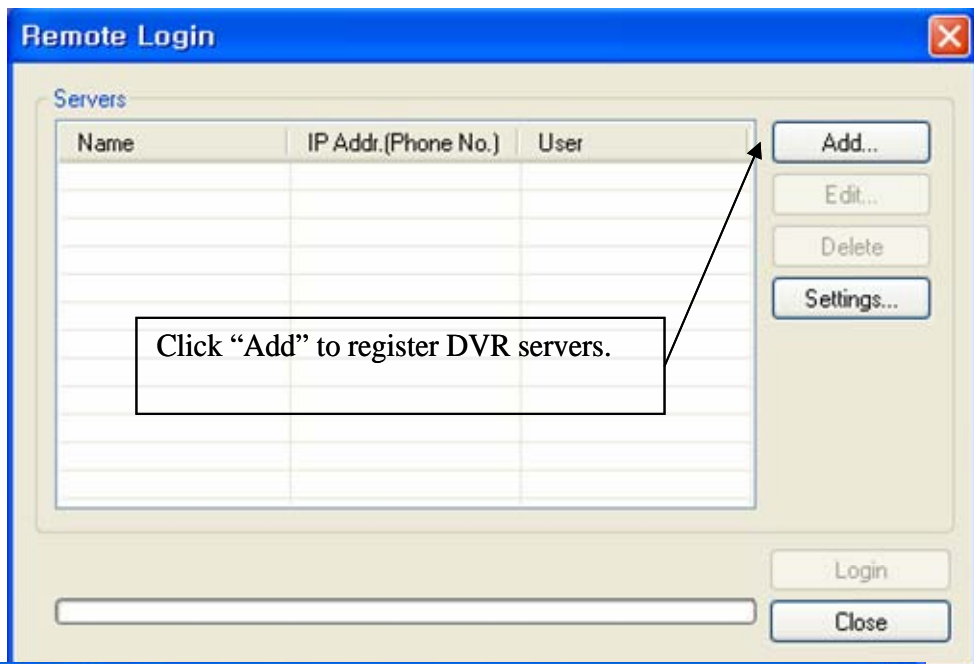 Remote Login
Servers
Name IP Addr.(Phone No.) User
Add...
Edit...
Delete
Settings...
Click “Add” to register DVR servers.
Login
Close